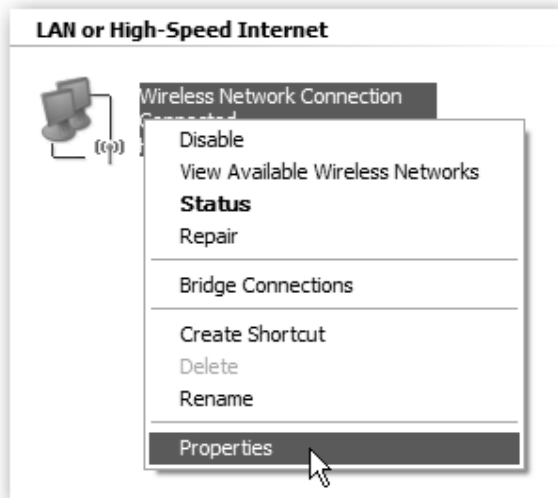 LAN or High-Speed Internet
Wireless Network Connection
Connected
Disable
View Available Wireless Networks
Status
Repair
Bridge Connections
Create Shortcut
Delete
Rename
Properties